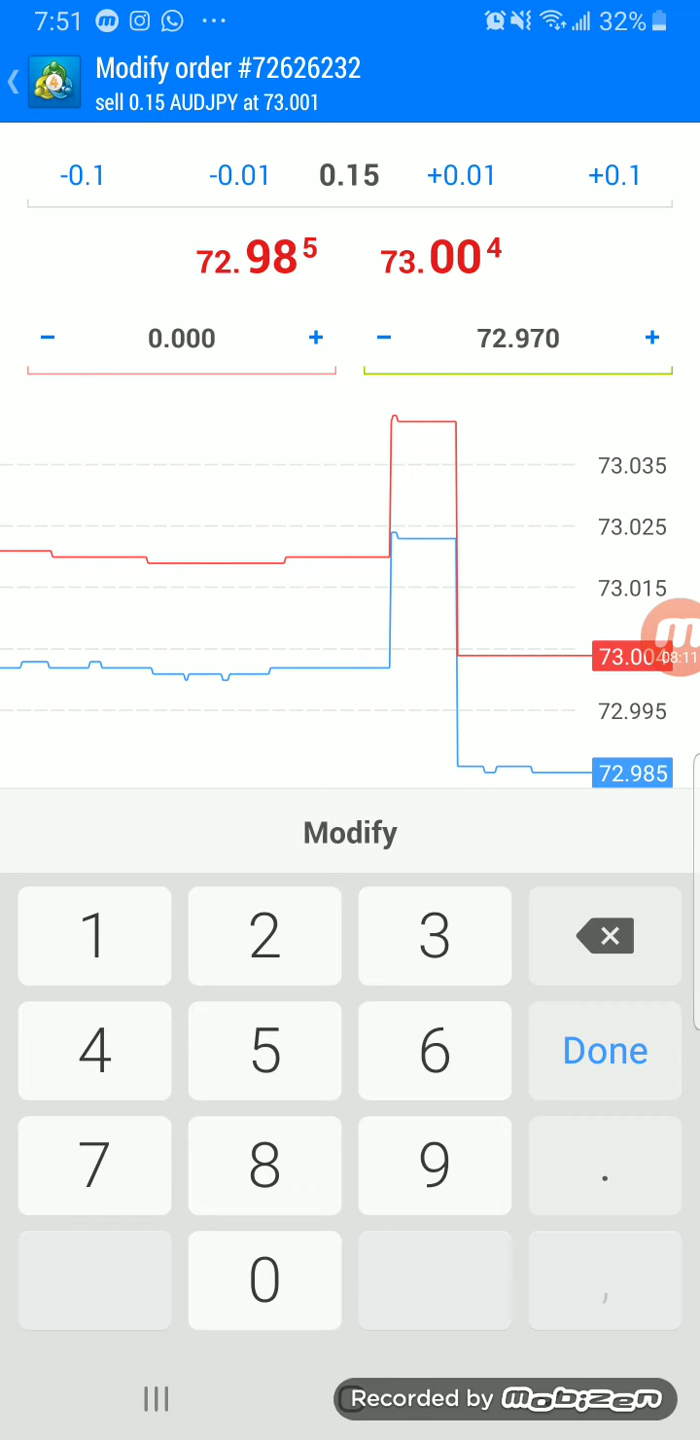 7:51 ... 32%
Modify order #72626232
sell 0.15 AUDJPY at 73.001
-0.1 -0.01 0.15 +0.01 +0.1
72.985 73.004
− 0.000 + − 72.970 +
73.035
73.025
73.015
73.004 08:11
72.995
72.985
Modify
1 2 3
4 5 6 Done
7 8 9 .
0 ,
Recorded by mobizen